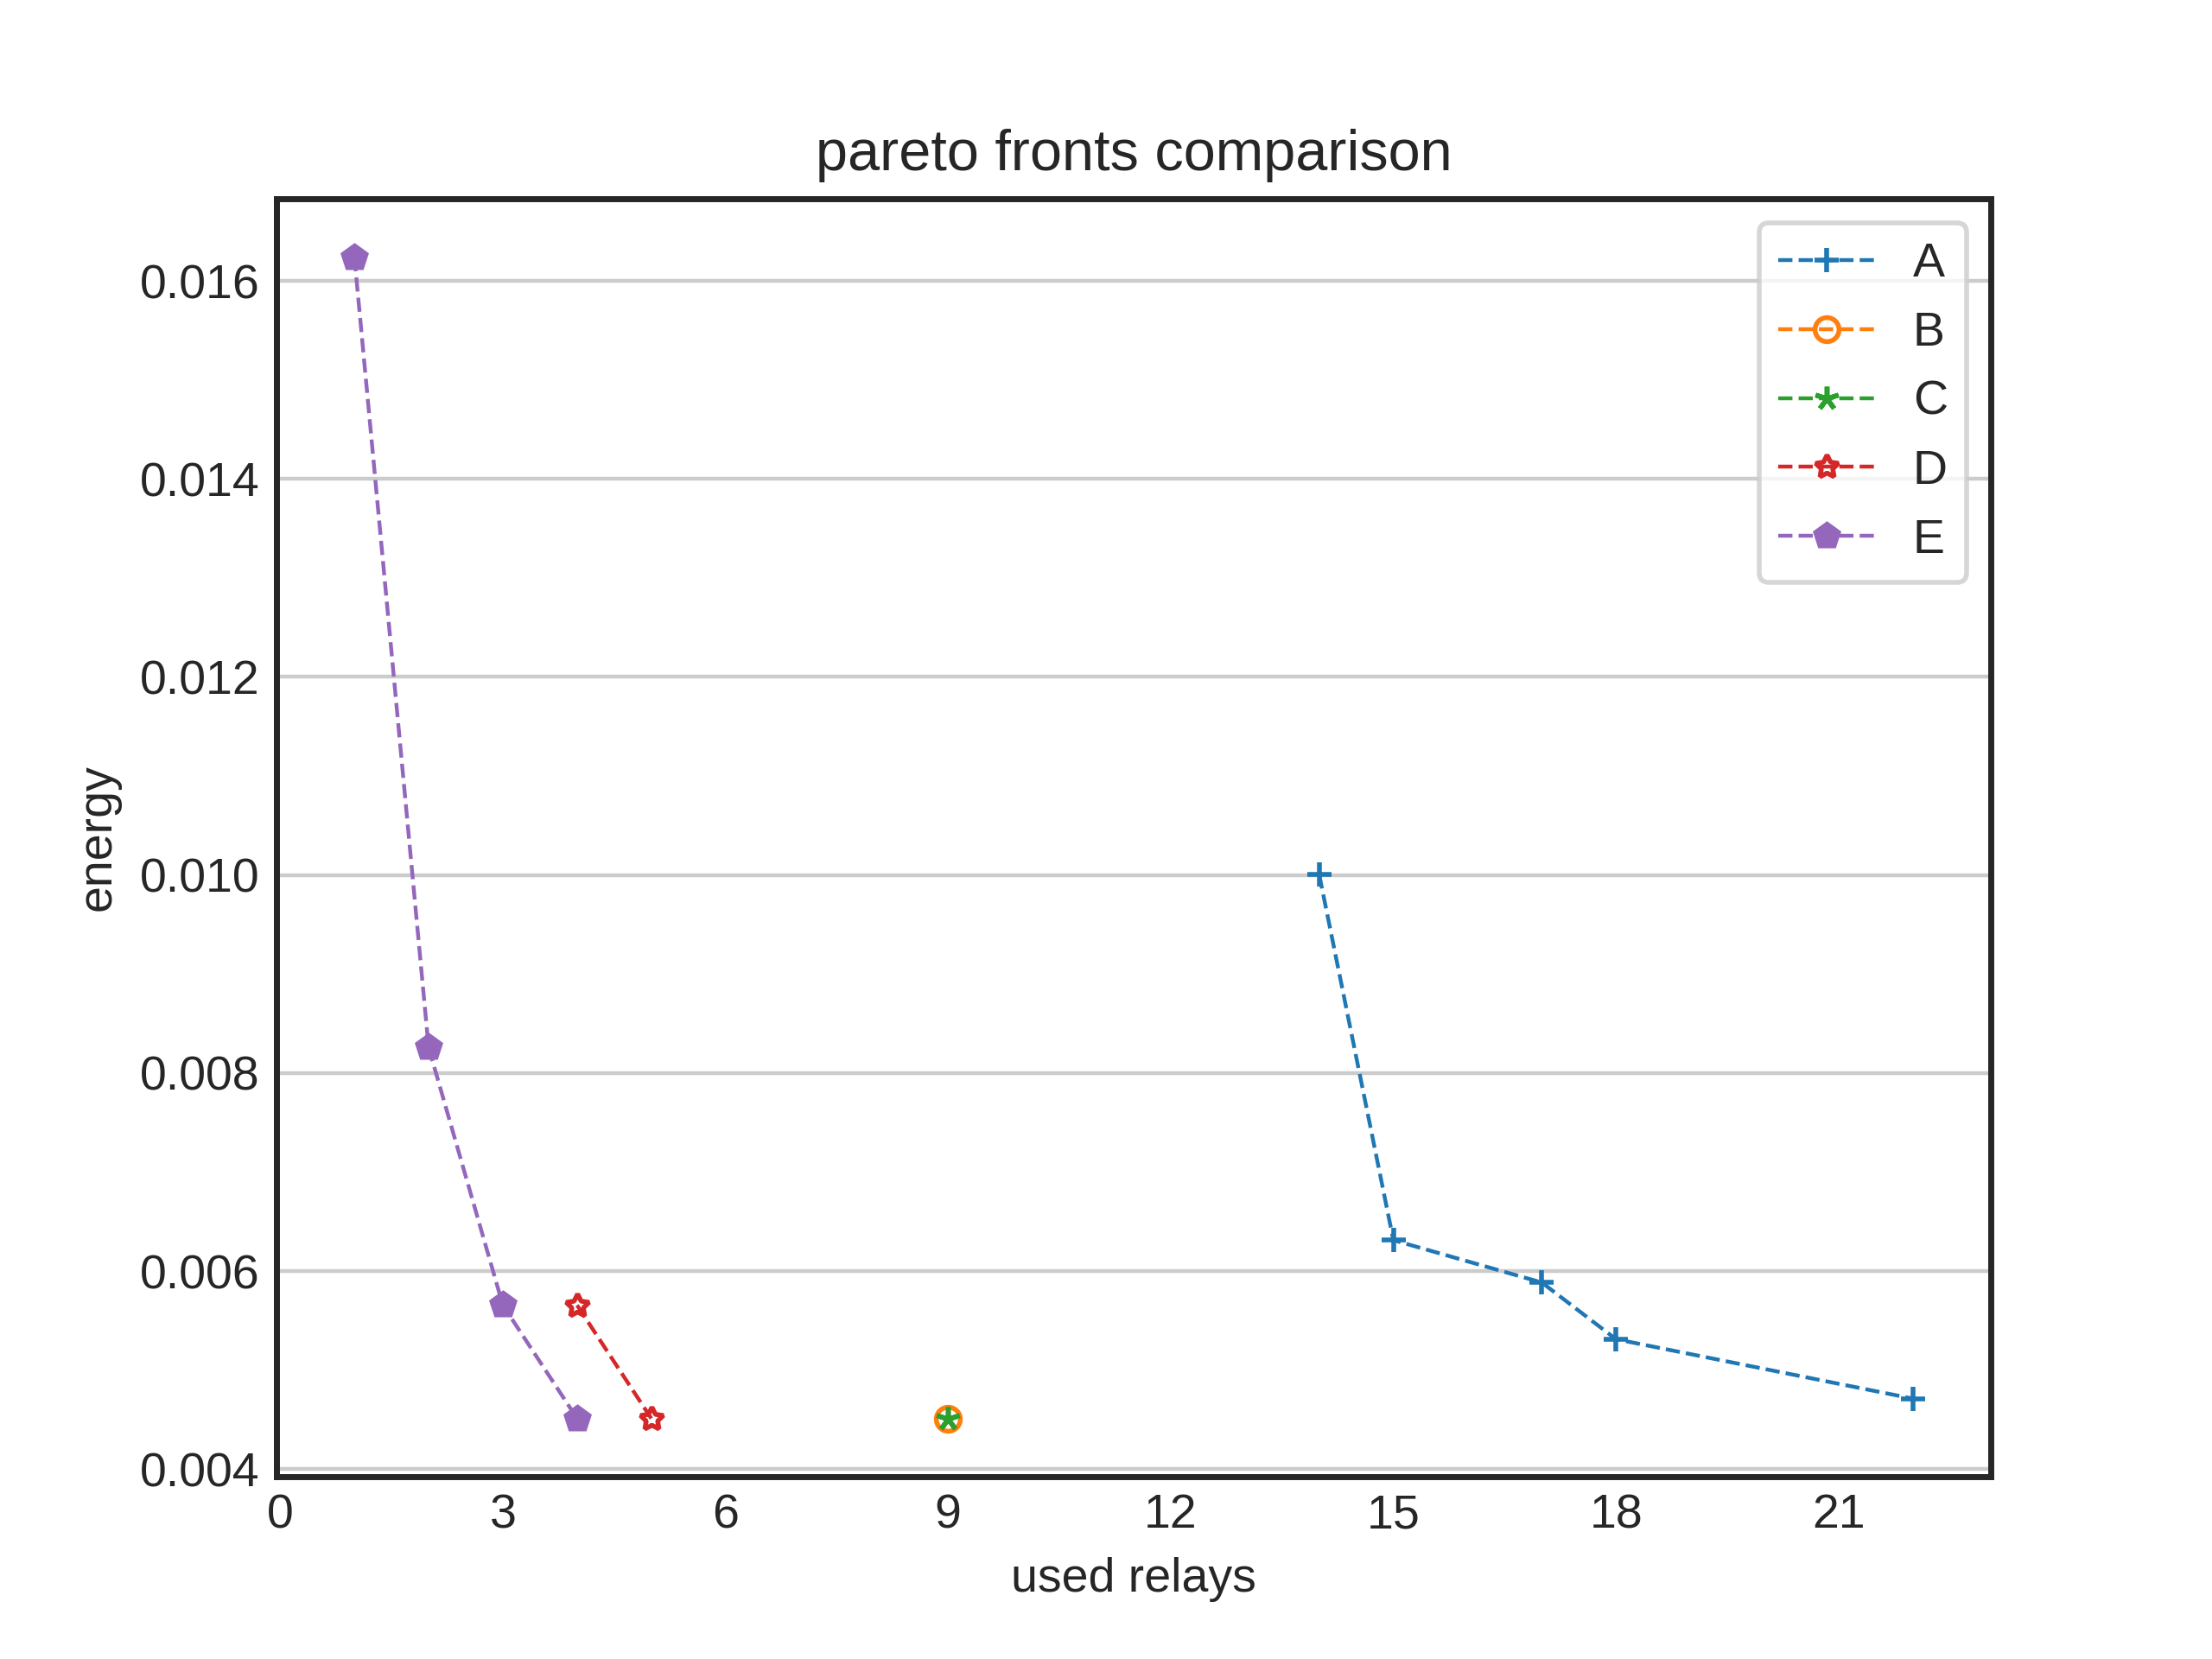 pareto fronts comparison
A
B
C
D
E
0.016
0.014
0.012
0.010
0.008
0.006
0.004
energy
0 3 6 9 12 15 18 21
used relays